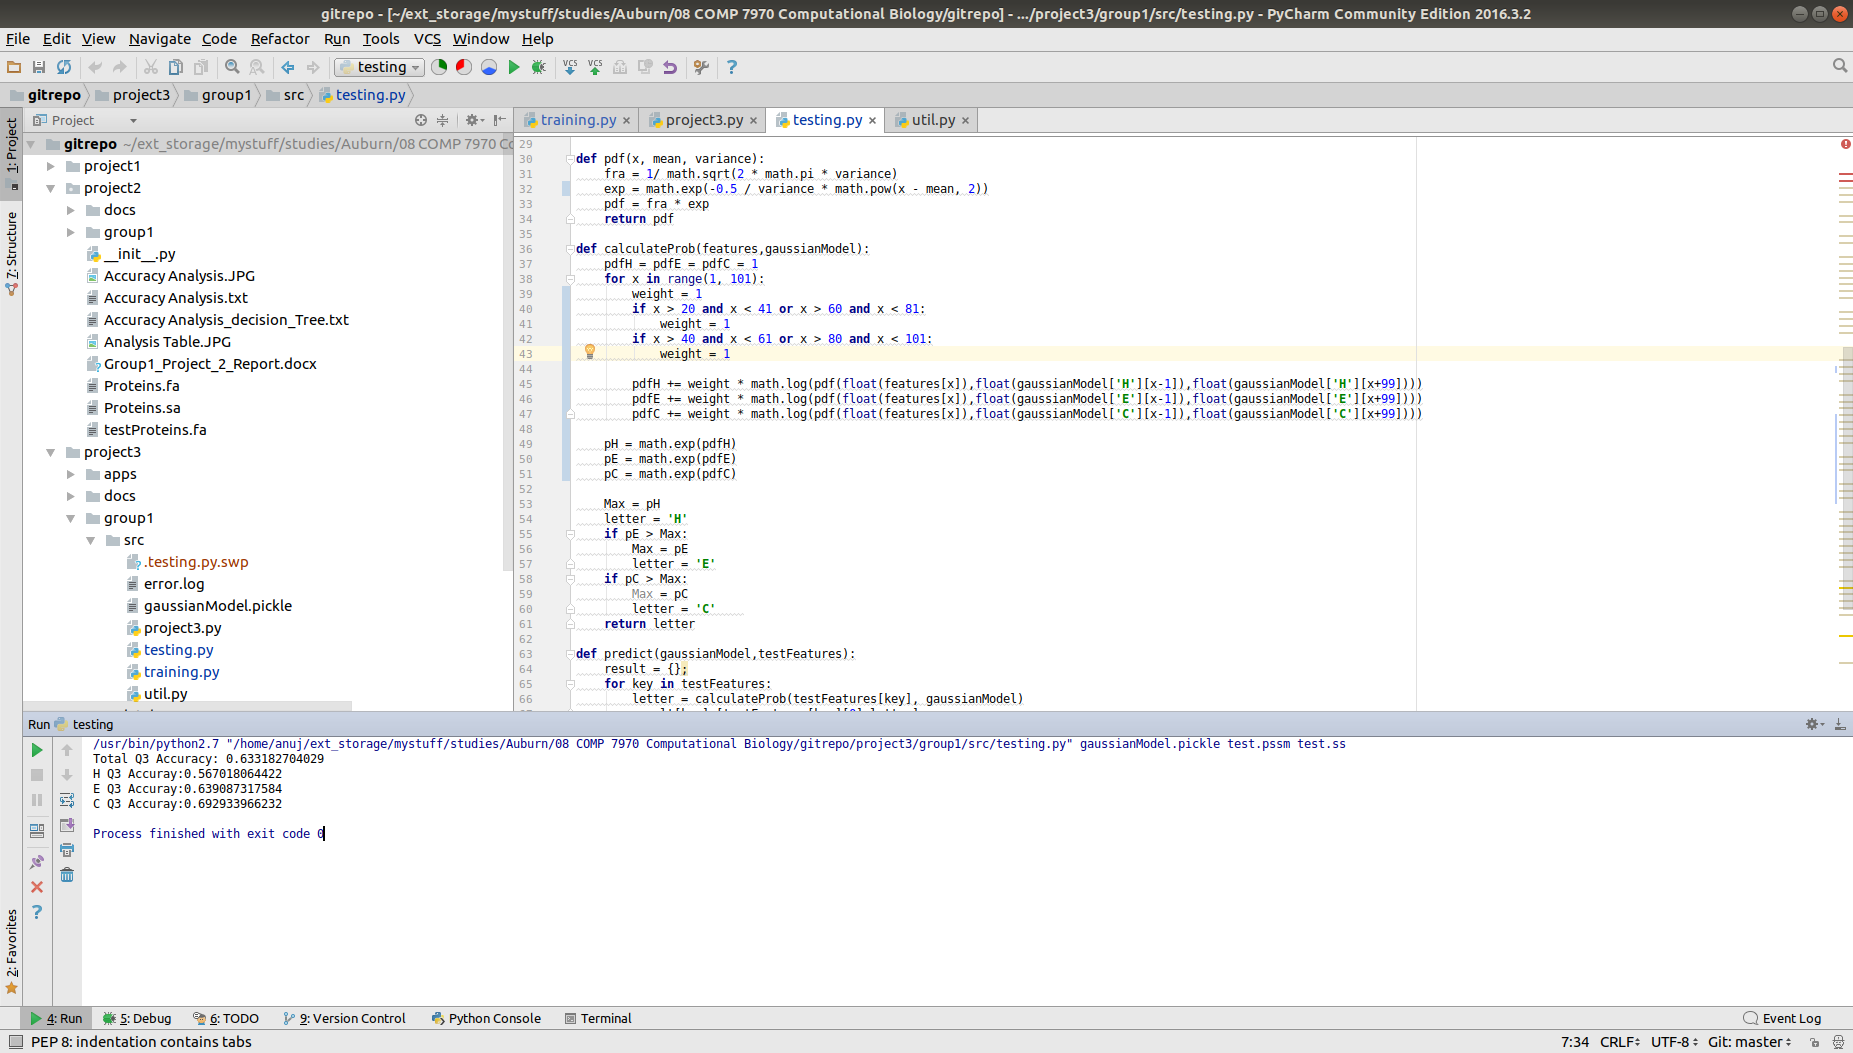 gitrepo - [~/ext_storage/mystuff/studies/Auburn/08 COMP 7970 Computational Biology/gitrepo] - .../project3/group1/src/testing.py - PyCharm Community Edition 2016.3.2
File Edit View Navigate Code Refactor Run Tools VCS Window Help
testing VCS VCS ?
gitrepo project3 group1 src testing.py
1: Project
7: Structure
2: Favorites
Project
gitrepo ~/ext_storage/mystuff/studies/Auburn/08 COMP 7970 Co
project1
project2
docs
group1
__init__.py
Accuracy Analysis.JPG
Accuracy Analysis.txt
Accuracy Analysis_decision_Tree.txt
Analysis Table.JPG
Group1_Project_2_Report.docx
Proteins.fa
Proteins.sa
testProteins.fa
project3
apps
docs
group1
src
.testing.py.swp
error.log
gaussianModel.pickle
project3.py
testing.py
training.py
util.py
training.py × project3.py × testing.py × util.py ×
29
30 def pdf(x, mean, variance):
31 fra = 1/ math.sqrt(2 * math.pi * variance)
32 exp = math.exp(-0.5 / variance * math.pow(x - mean, 2))
33 pdf = fra * exp
34 return pdf
35
36 def calculateProb(features,gaussianModel):
37 pdfH = pdfE = pdfC = 1
38 for x in range(1, 101):
39 weight = 1
40 if x > 20 and x < 41 or x > 60 and x < 81:
41 weight = 1
42 if x > 40 and x < 61 or x > 80 and x < 101:
43 weight = 1
44
45 pdfH += weight * math.log(pdf(float(features[x]),float(gaussianModel['H'][x-1]),float(gaussianModel['H'][x+99])))
46 pdfE += weight * math.log(pdf(float(features[x]),float(gaussianModel['E'][x-1]),float(gaussianModel['E'][x+99])))
47 pdfC += weight * math.log(pdf(float(features[x]),float(gaussianModel['C'][x-1]),float(gaussianModel['C'][x+99])))
48
49 pH = math.exp(pdfH)
50 pE = math.exp(pdfE)
51 pC = math.exp(pdfC)
52
53 Max = pH
54 letter = 'H'
55 if pE > Max:
56 Max = pE
57 letter = 'E'
58 if pC > Max:
59 Max = pC
60 letter = 'C'
61 return letter
62
63 def predict(gaussianModel,testFeatures):
64 result = {};
65 for key in testFeatures:
66 letter = calculateProb(testFeatures[key], gaussianModel)
Run testing
/usr/bin/python2.7 "/home/anuj/ext_storage/mystuff/studies/Auburn/08 COMP 7970 Computational Biology/gitrepo/project3/group1/src/testing.py" gaussianModel.pickle test.pssm test.ss
Total Q3 Accuracy: 0.633182704029
H Q3 Accuray:0.567018064422
E Q3 Accuray:0.639087317584
C Q3 Accuray:0.692933966232
Process finished with exit code 0
?
4: Run 5: Debug 6: TODO 9: Version Control Python Console Terminal Event Log
PEP 8: indentation contains tabs 7:34 CRLF UTF-8 Git: master